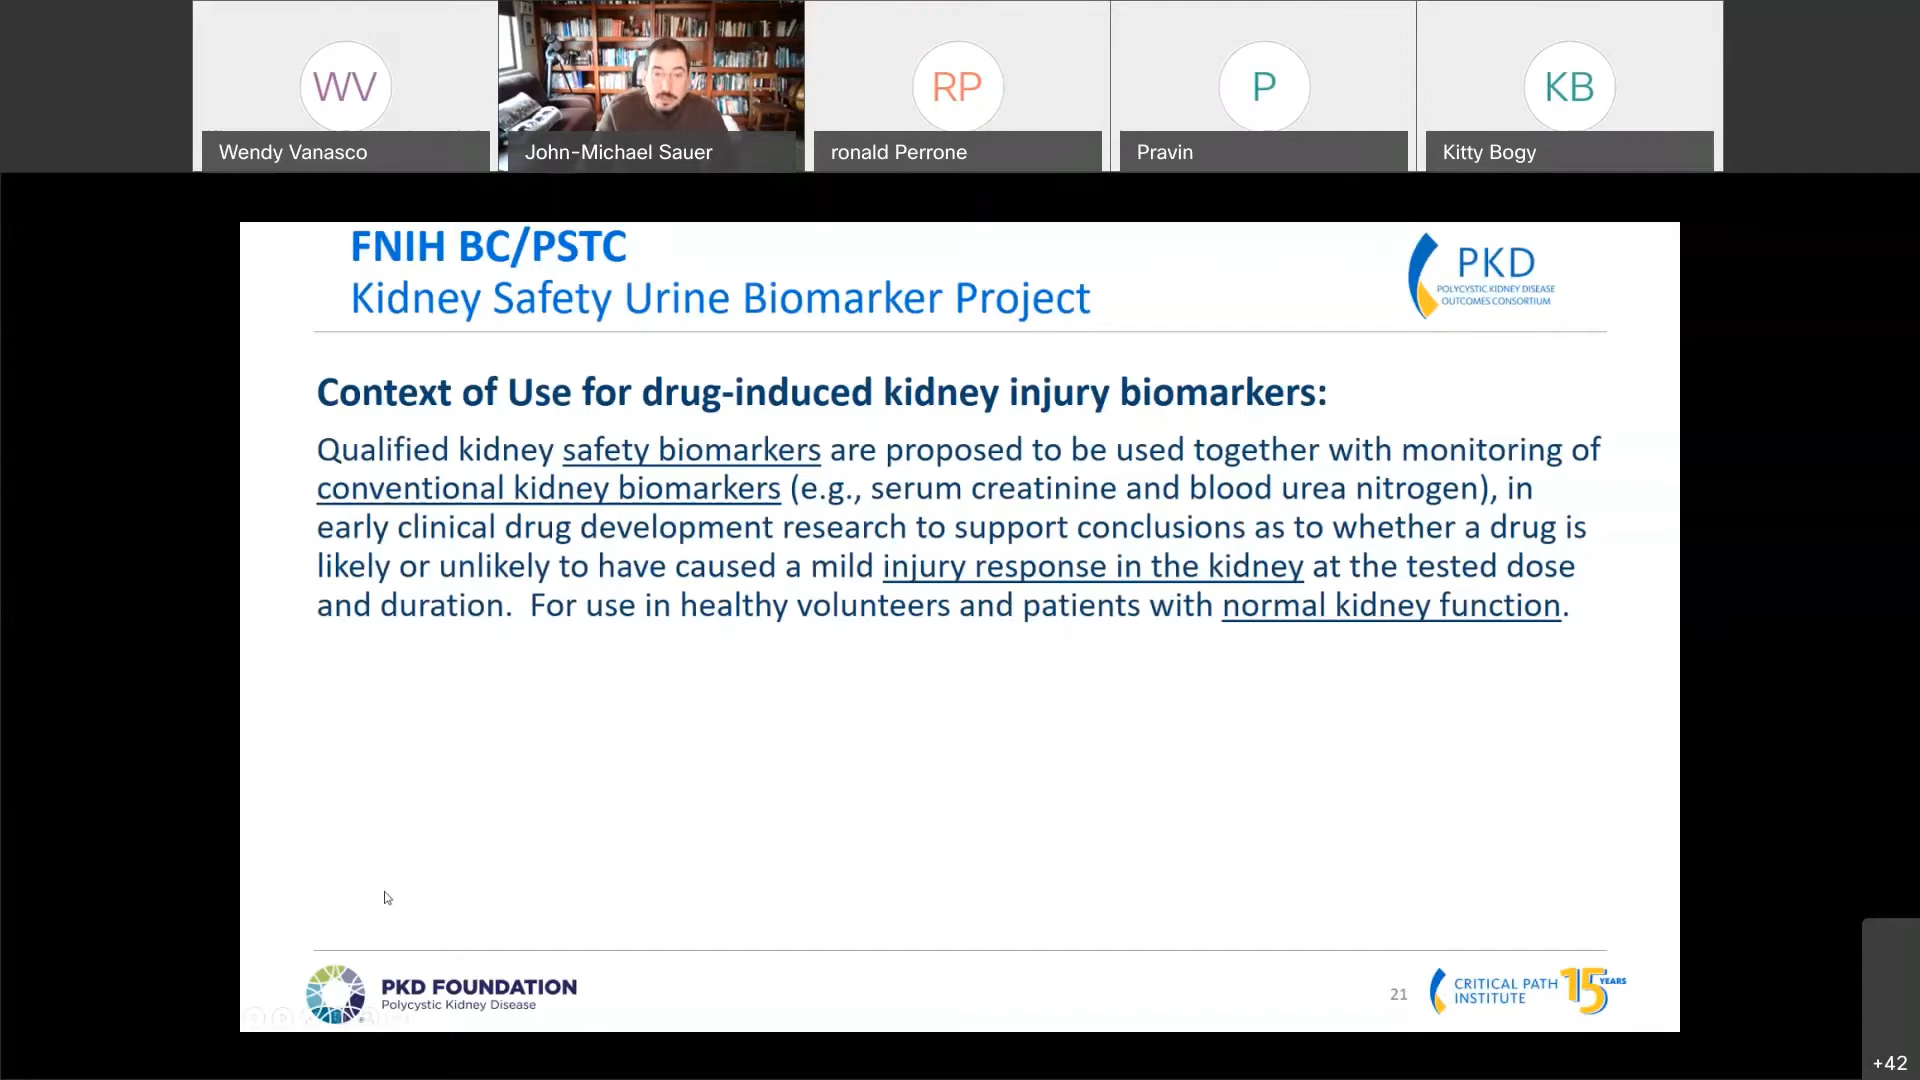 WV
RP
P
KB
Wendy Vanasco
John-Michael Sauer
ronald Perrone
Pravin
Kitty Bogy
FNIH BC/PSTC
Kidney Safety Urine Biomarker Project
PKD
POLYCYSTIC KIDNEY DISEASE
OUTCOMES CONSORTIUM
Context of Use for drug-induced kidney injury biomarkers:
Qualified kidney safety biomarkers are proposed to be used together with monitoring of
conventional kidney biomarkers (e.g., serum creatinine and blood urea nitrogen), in
early clinical drug development research to support conclusions as to whether a drug is
likely or unlikely to have caused a mild injury response in the kidney at the tested dose
and duration.  For use in healthy volunteers and patients with normal kidney function.
PKD FOUNDATION
Polycystic Kidney Disease
21
CRITICAL PATH
INSTITUTE
15 YEARS
+42